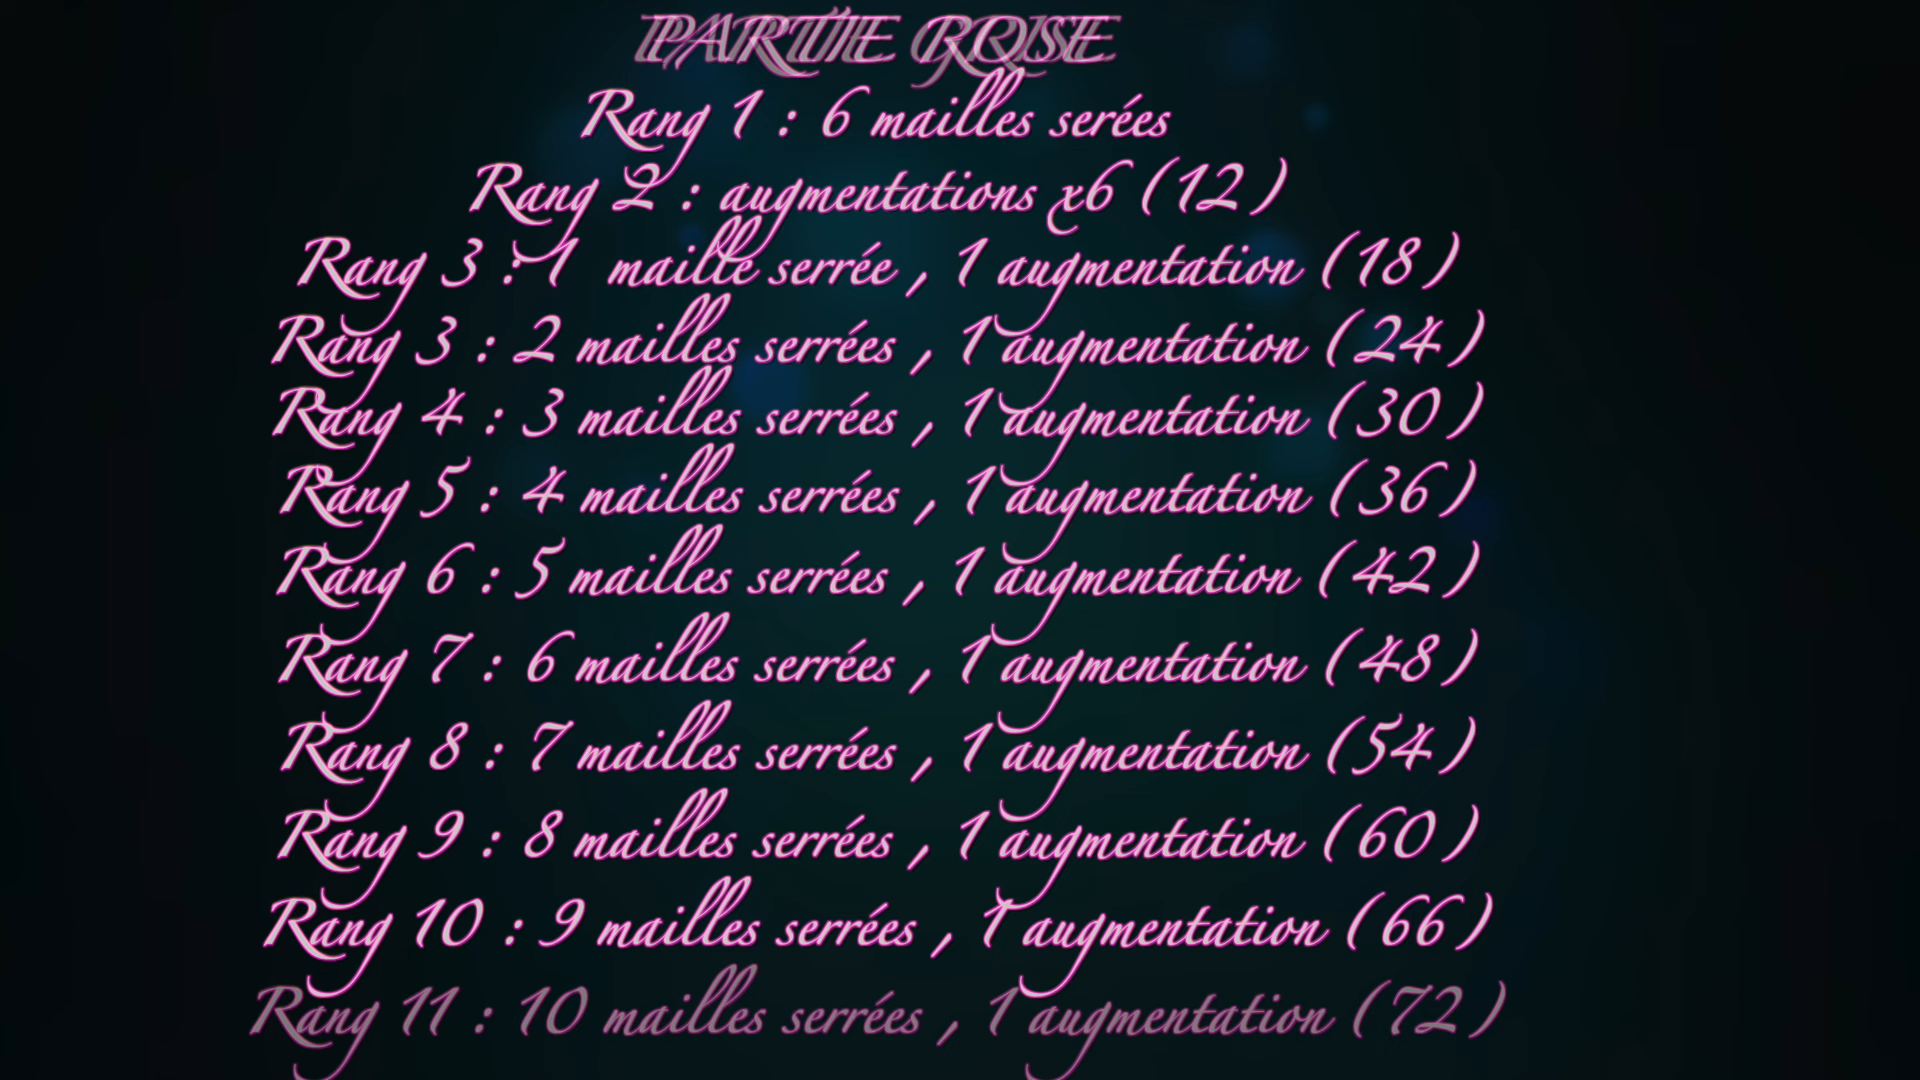 PARTIE ROSE
Rang 1 : 6 mailles serées
Rang 2 : augmentations x6 (12)
Rang 3 : 1 maille serrée , 1 augmentation (18)
Rang 3 : 2 mailles serrées , 1 augmentation (24)
Rang 4 : 3 mailles serrées , 1 augmentation (30)
Rang 5 : 4 mailles serrées , 1 augmentation (36)
Rang 6 : 5 mailles serrées , 1 augmentation (42)
Rang 7 : 6 mailles serrées , 1 augmentation (48)
Rang 8 : 7 mailles serrées , 1 augmentation (54)
Rang 9 : 8 mailles serrées , 1 augmentation (60)
Rang 10 : 9 mailles serrées , 1 augmentation (66)
Rang 11 : 10 mailles serrées , 1 augmentation (72)